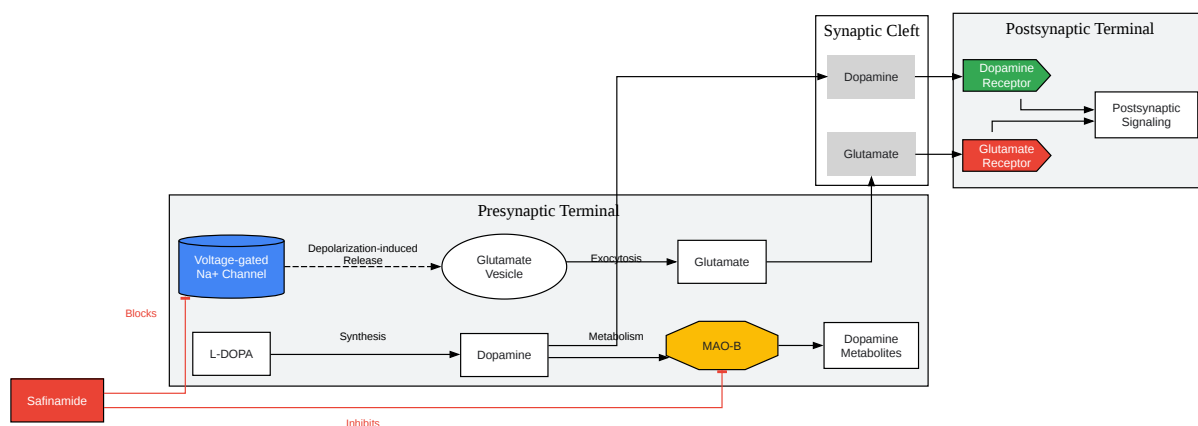 Synaptic Cleft
Postsynaptic Terminal
Dopamine
Dopamine
Receptor
Postsynaptic
Signaling
Glutamate
Glutamate
Receptor
Presynaptic Terminal
Voltage-gated
Na+ Channel
Depolarization-induced
Release
Glutamate
Vesicle
Exocytosis
Glutamate
Blocks
L-DOPA
Synthesis
Dopamine
Metabolism
MAO-B
Dopamine
Metabolites
Safinamide
Inhibits